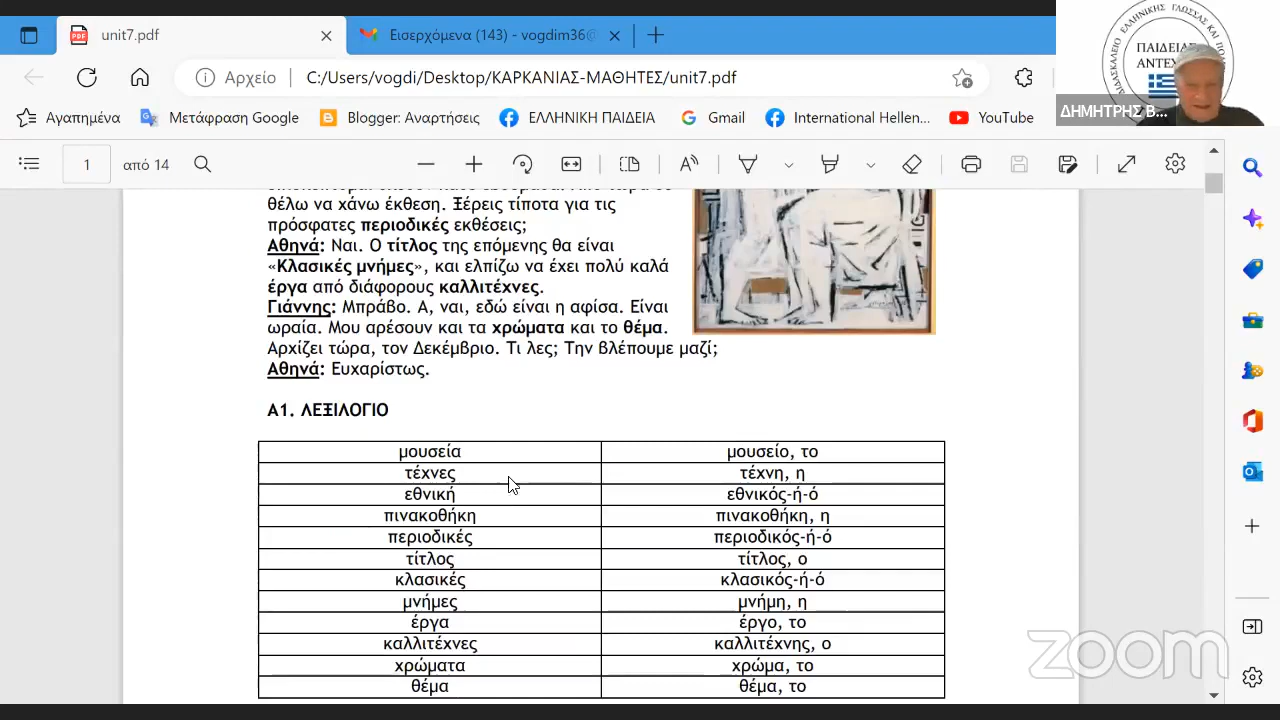 unit7.pdf
Εισερχόμενα (143) - vogdim36@
Αρχείο
C:/Users/vogdi/Desktop/ΚΑΡΚΑΝΙΑΣ-ΜΑΘΗΤΕΣ/unit7.pdf
ΠΑΙΔΕΙΑΣ
ΔΗΜΗΤΡΗΣ Β...
Αγαπημένα
Μετάφραση Google
Blogger: Αναρτήσ...
ΕΛΛΗΝΙΚΗ ΠΑΙΔΕΙΑ
Gmail
International Hellen...
YouTube
1
από 14
θέλω να χάνω έκθεση. Ξέρεις τίποτα για τις
πρόσφατες περιοδικές εκθέσεις;
Αθηνά: Ναι. Ο τίτλος της επόμενης θα είναι
«Κλασικές μνήμες», και ελπίζω να έχει πολύ καλά
έργα από διάφορους καλλιτέχνες.
Γιάννης: Μπράβο. Α, ναι, εδώ είναι η αφίσα. Είναι
ωραία. Μου αρέσουν και τα χρώματα και το θέμα.
Αρχίζει τώρα, τον Δεκέμβριο. Τι λες; Την βλέπουμε μαζί;
Αθηνά: Ευχαρίστως.
Α1. ΛΕΞΙΛΟΓΙΟ
μουσεία μουσείο, το
τέχνες τέχνη, η
εθνική εθνικός-ή-ό
πινακοθήκη πινακοθήκη, η
περιοδικές περιοδικός-ή-ό
τίτλος τίτλος, ο
κλασικές κλασικός-ή-ό
μνήμες μνήμη, η
έργα έργο, το
καλλιτέχνες καλλιτέχνης, ο
χρώματα χρώμα, το
θέμα θέμα, το
zoom